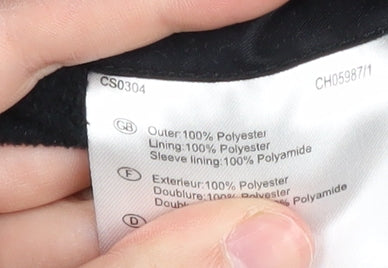 CS0304 CH05987/1
GB Outer:100% Polyester
Lining:100% Polyester
Sleeve lining:100% Polyamide
F Exterieur:100% Polyester
Doublure:100% Polyester
% Polyamide
D